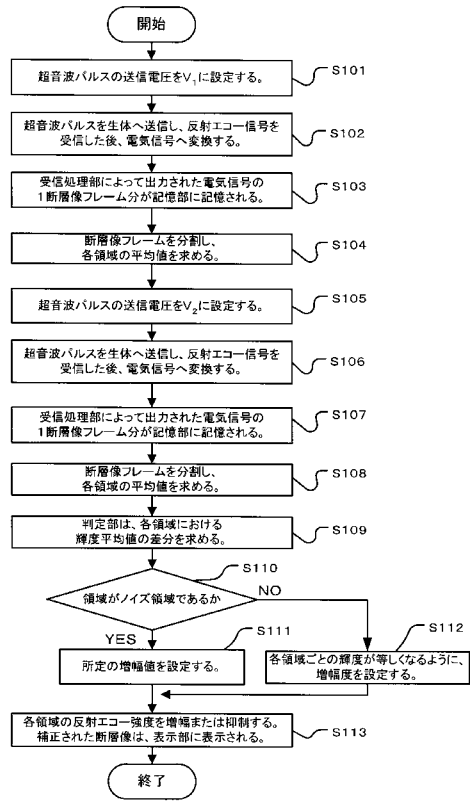 開始
超音波パルスの送信電圧をV1に設定する。
S101
超音波パルスを生体へ送信し、反射エコー信号を
受信した後、電気信号へ変換する。
S102
受信処理部によって出力された電気信号の
1断層像フレーム分が記憶部に記憶される。
S103
断層像フレームを分割し、
各領域の平均値を求める。
S104
超音波パルスの送信電圧をV2に設定する。
S105
超音波パルスを生体へ送信し、反射エコー信号を
受信した後、電気信号へ変換する。
S106
受信処理部によって出力された電気信号の
1断層像フレーム分が記憶部に記憶される。
S107
断層像フレームを分割し、
各領域の平均値を求める。
S108
判定部は、各領域における
輝度平均値の差分を求める。
S109
領域がノイズ領域であるか
S110
NO
YES
所定の増幅値を設定する。
S111
各領域ごとの輝度が等しくなるように、
増幅度を設定する。
S112
各領域の反射エコー強度を増幅または抑制する。
補正された断層像は、表示部に表示される。
S113
終了